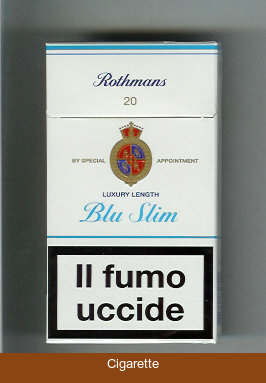 Rothmans
20
BY SPECIAL APPOINTMENT
LUXURY LENGTH
Blu Slim
Il fumo
uccide
Cigarette